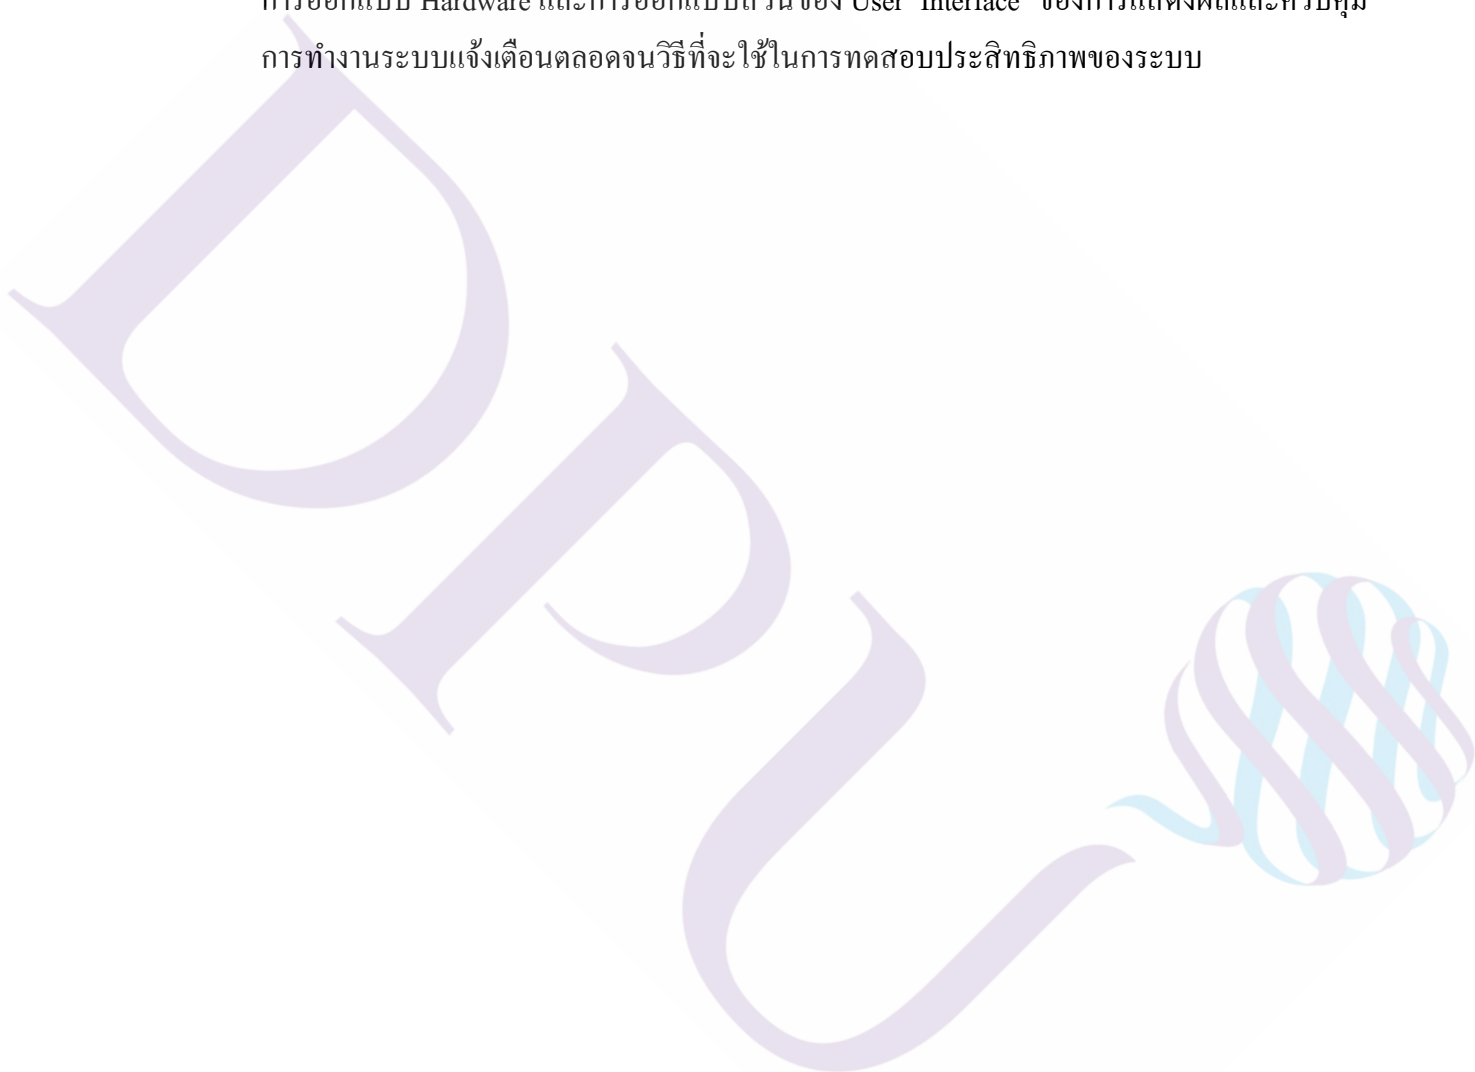 การออกแบบ Hardware และการออกแบบส่วนของ User Interface ของการแสดงผลและควบคุม
การทำงานระบบแจ้งเตือนตลอดจนวิธีที่จะใช้ในการทดสอบประสิทธิภาพของระบบ
DPU